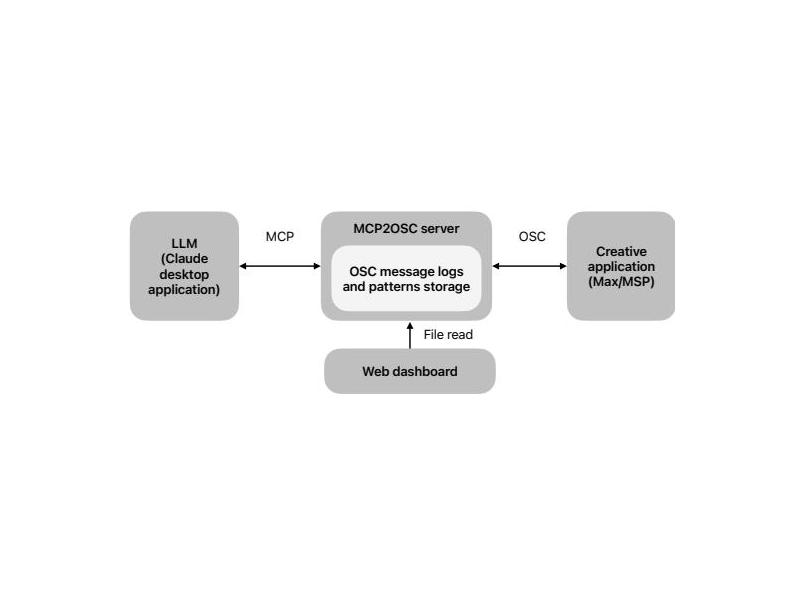 LLM
(Claude
desktop
application)
MCP
MCP2OSC server
OSC message logs
and patterns storage
OSC
Creative
application
(Max/MSP)
File read
Web dashboard